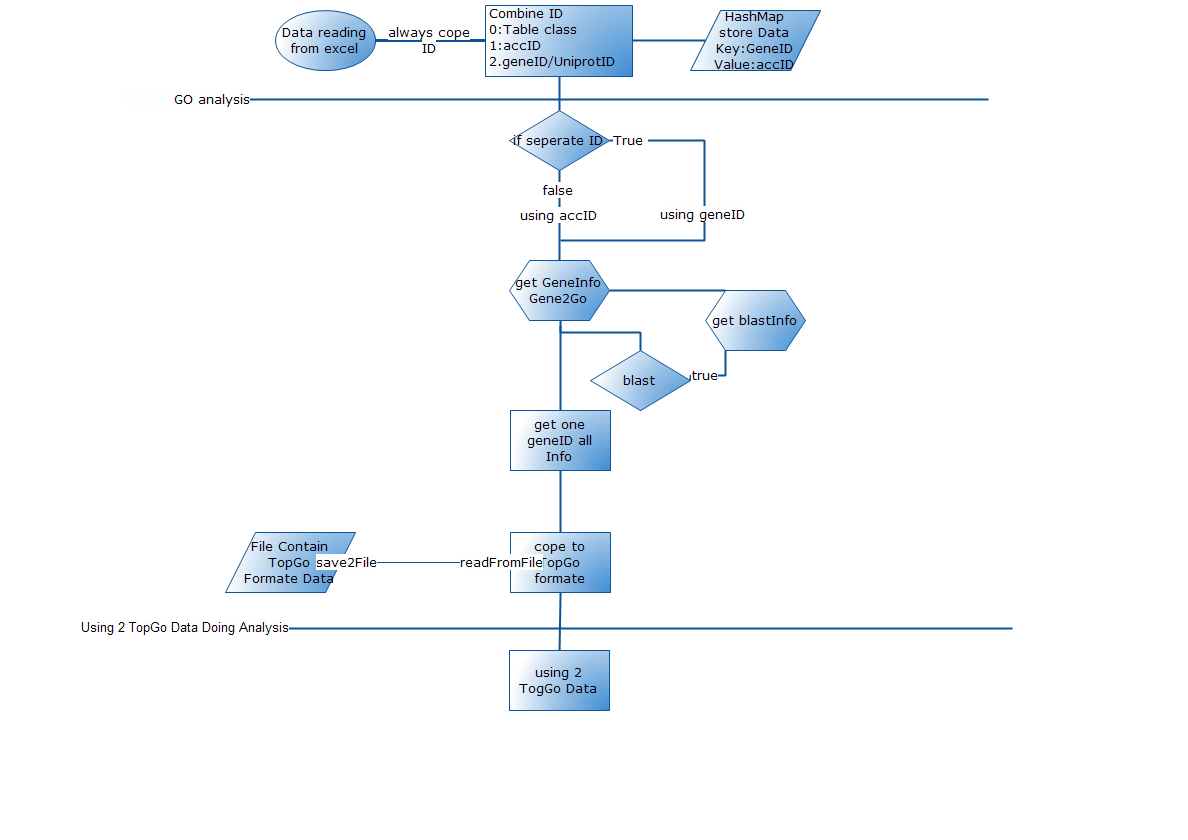 Data reading
from excel
always cope
ID
Combine ID
0:Table class
1:accID
2.geneID/UniprotID
HashMap
store Data
Key:GeneID
Value:accID
GO analysis
if seperate ID
True
false
using accID
using geneID
get GeneInfo
Gene2Go
get blastInfo
blast
true
get one
geneID all
Info
File Contain
TopGo
Formate Data
save2File
readFromFile
cope to
TopGo
formate
Using 2 TopGo Data Doing Analysis
using 2
TogGo Data